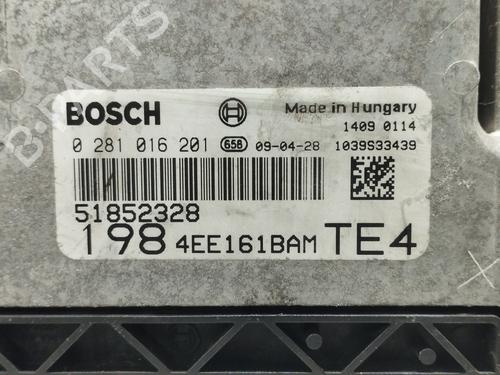 BOSCH
Made in Hungary
1409 0114
0 281 016 201 656 09-04-28 1039S33439
51852328
198 4EE161BAM TE4
B-PARTS